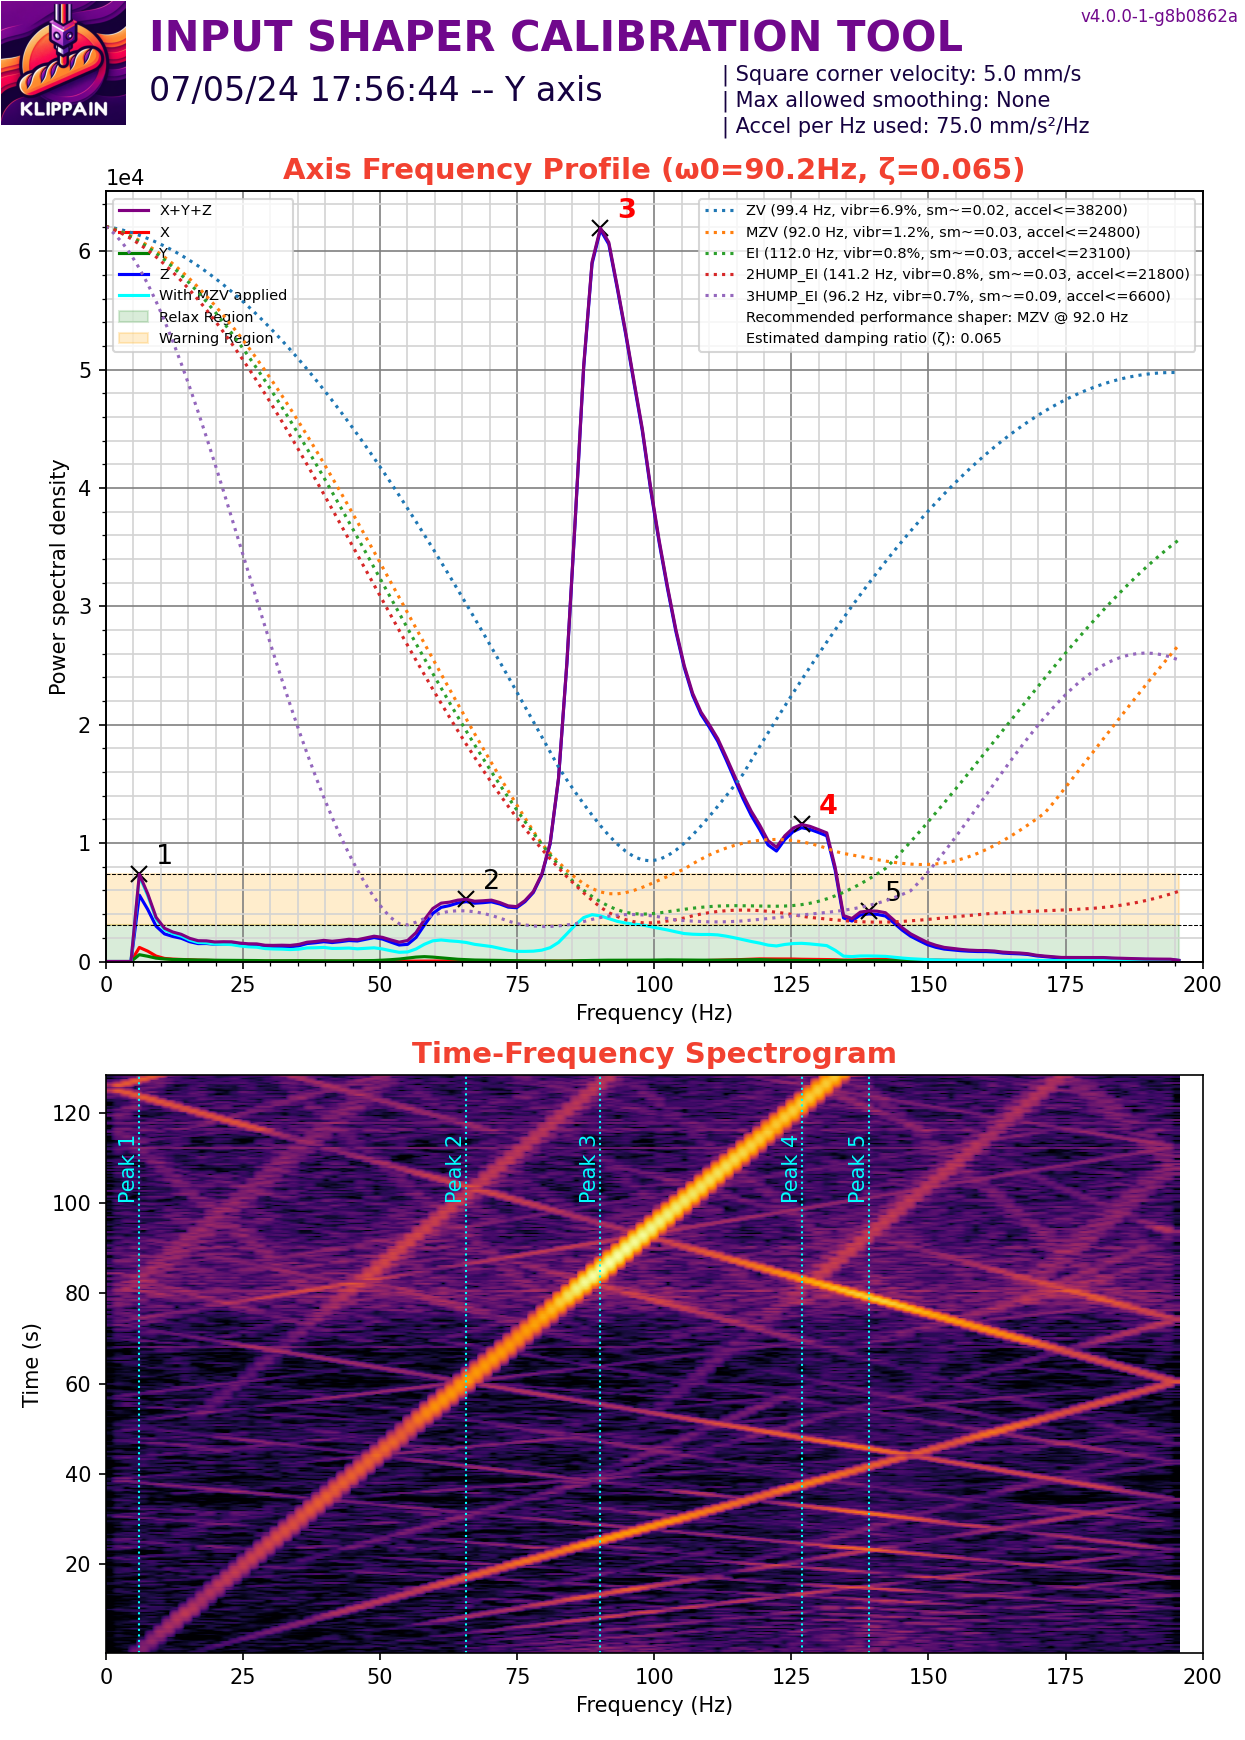 v4.0.0-1-g8b0862a
INPUT SHAPER CALIBRATION TOOL
KLIPPAIN
07/05/24 17:56:44 -- Y axis
| Square corner velocity: 5.0 mm/s
| Max allowed smoothing: None
| Accel per Hz used: 75.0 mm/s²/Hz
Axis Frequency Profile (ω0=90.2Hz, ζ=0.065)
1e4
X+Y+Z
X
Y
Z
With MZV applied
Relax Region
Warning Region
ZV (99.4 Hz, vibr=6.9%, sm~=0.02, accel<=38200)
MZV (92.0 Hz, vibr=1.2%, sm~=0.03, accel<=24800)
EI (112.0 Hz, vibr=0.8%, sm~=0.03, accel<=23100)
2HUMP_EI (141.2 Hz, vibr=0.8%, sm~=0.03, accel<=21800)
3HUMP_EI (96.2 Hz, vibr=0.7%, sm~=0.09, accel<=6600)
Recommended performance shaper: MZV @ 92.0 Hz
Estimated damping ratio (ζ): 0.065
Power spectral density
6
5
4
3
2
1
0
1
2
3
4
5
0 25 50 75 100 125 150 175 200
Frequency (Hz)
Time-Frequency Spectrogram
Time (s)
120
100
80
60
40
20
Peak 1
Peak 2
Peak 3
Peak 4
Peak 5
0 25 50 75 100 125 150 175 200
Frequency (Hz)